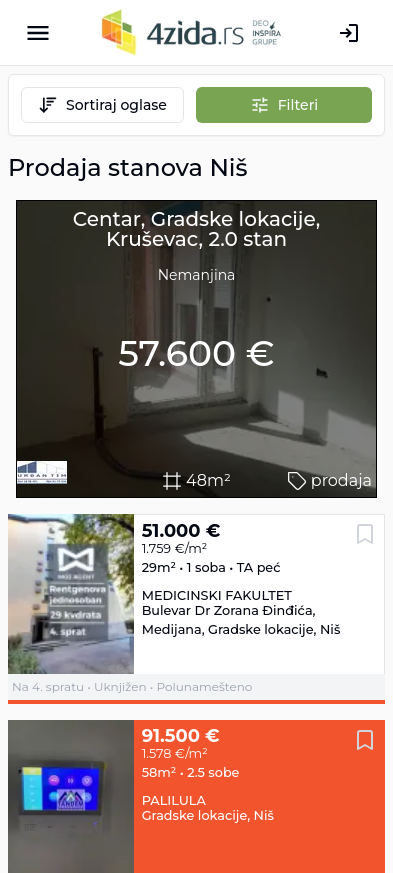 4zida.rs
DEO
INSPIRA
GRUPE
Sortiraj oglase
Filteri
Prodaja stanova Niš
Centar, Gradske lokacije,
Kruševac, 2.0 stan
Nemanjina
57.600 €
URBAN TIM
48m²
prodaja
51.000 €
1.759 €/m²
29m² • 1 soba • TA peć
MEDICINSKI FAKULTET
Bulevar Dr Zorana Đinđića,
Medijana, Gradske lokacije, Niš
MOJ AGENT
Rentgenova
jednosoban
29 kvdrata
4. sprat
Na 4. spratu • Uknjižen • Polunamešteno
91.500 €
1.578 €/m²
58m² • 2.5 sobe
PALILULA
Gradske lokacije, Niš
TANDEM